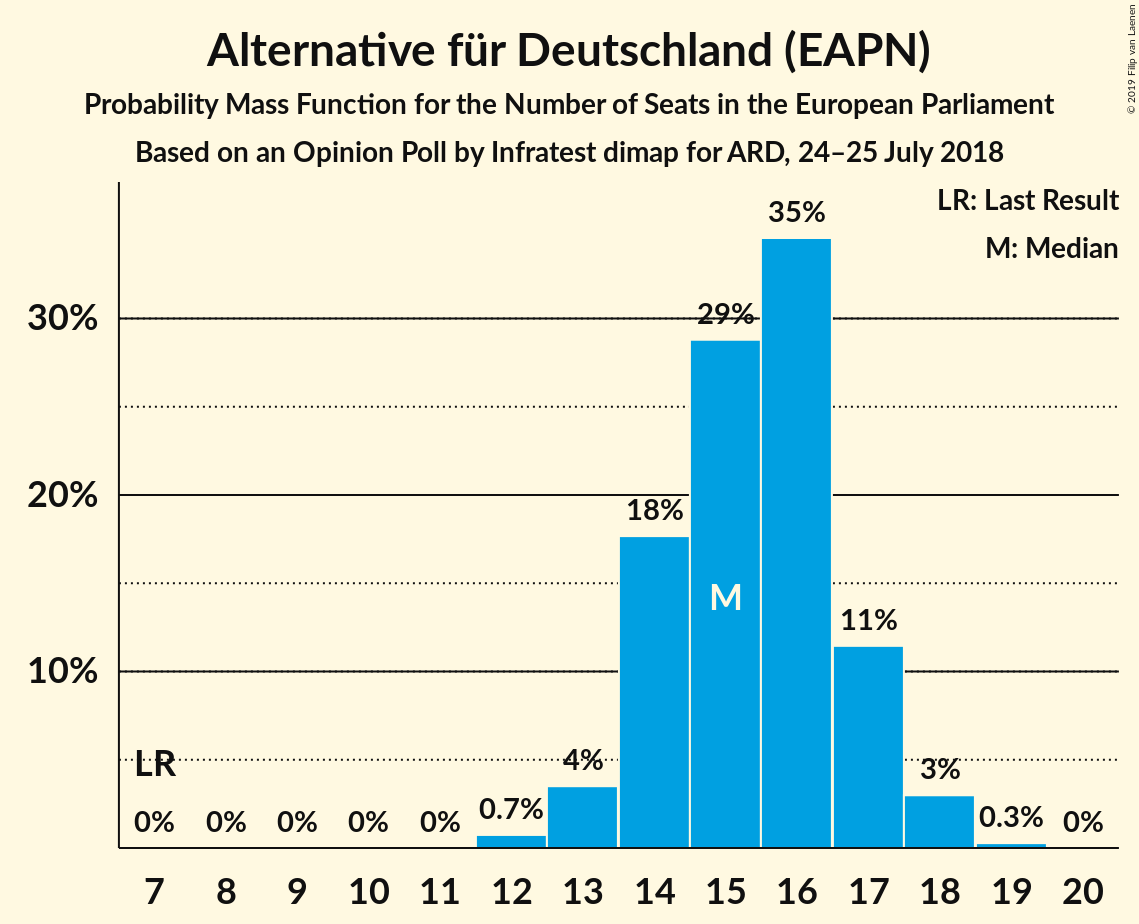 Alternative für Deutschland (EAPN)
Probability Mass Function for the Number of Seats in the European Parliament
Based on an Opinion Poll by Infratest dimap for ARD, 24–25 July 2018
© 2019 Filip van Laenen
LR: Last Result
M: Median
35%
30%
29%
20%
18%
M
11%
10%
LR
4%
3%
0% 0% 0% 0% 0% 0.7% 0.3% 0%
7 8 9 10 11 12 13 14 15 16 17 18 19 20